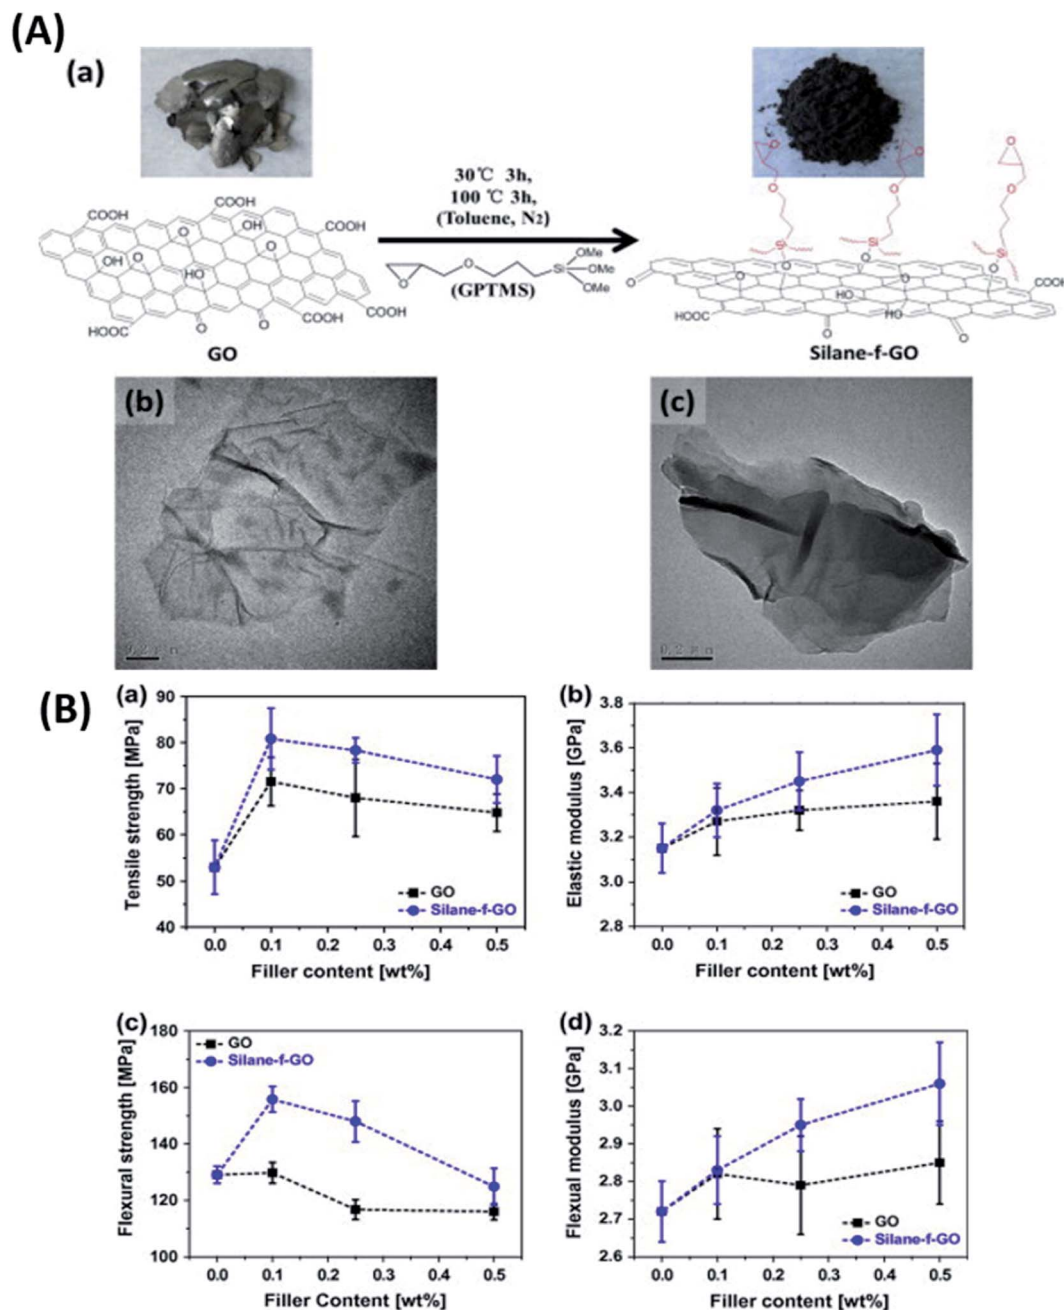 (A)
(a)
30℃ 3h,
100 ℃ 3h,
(Toluene, N2)
COOH
COOH
COOH
O
OH
O
OH
O
O
HO
HOOC
O
O
COOH
COOH
GO
O
O
Si
OMe
OMe
OMe
(GPTMS)
O
O
O
O
O
O
Si
Si
Si
O
O
O
O
HO
HO
COOH
HOOC
O
O
Silane-f-GO
(b)
0.2 μm
(c)
0.2 μm
(B)
(a)
Tensile strength [MPa]
90
80
70
60
50
40
GO
Silane-f-GO
0.0 0.1 0.2 0.3 0.4 0.5
Filler content [wt%]
(b)
Elastic modulus [GPa]
3.8
3.6
3.4
3.2
3.0
2.8
GO
Silane-f-GO
0.0 0.1 0.2 0.3 0.4 0.5
Filler content [wt%]
(c)
Flexural strength [MPa]
180
160
140
120
100
GO
Silane-f-GO
0.0 0.1 0.2 0.3 0.4 0.5
Filler Content [wt%]
(d)
Flexual modulus [GPa]
3.2
3.1
3.0
2.9
2.8
2.7
2.6
GO
Silane-f-GO
0.0 0.1 0.2 0.3 0.4 0.5
Filler content [wt%]